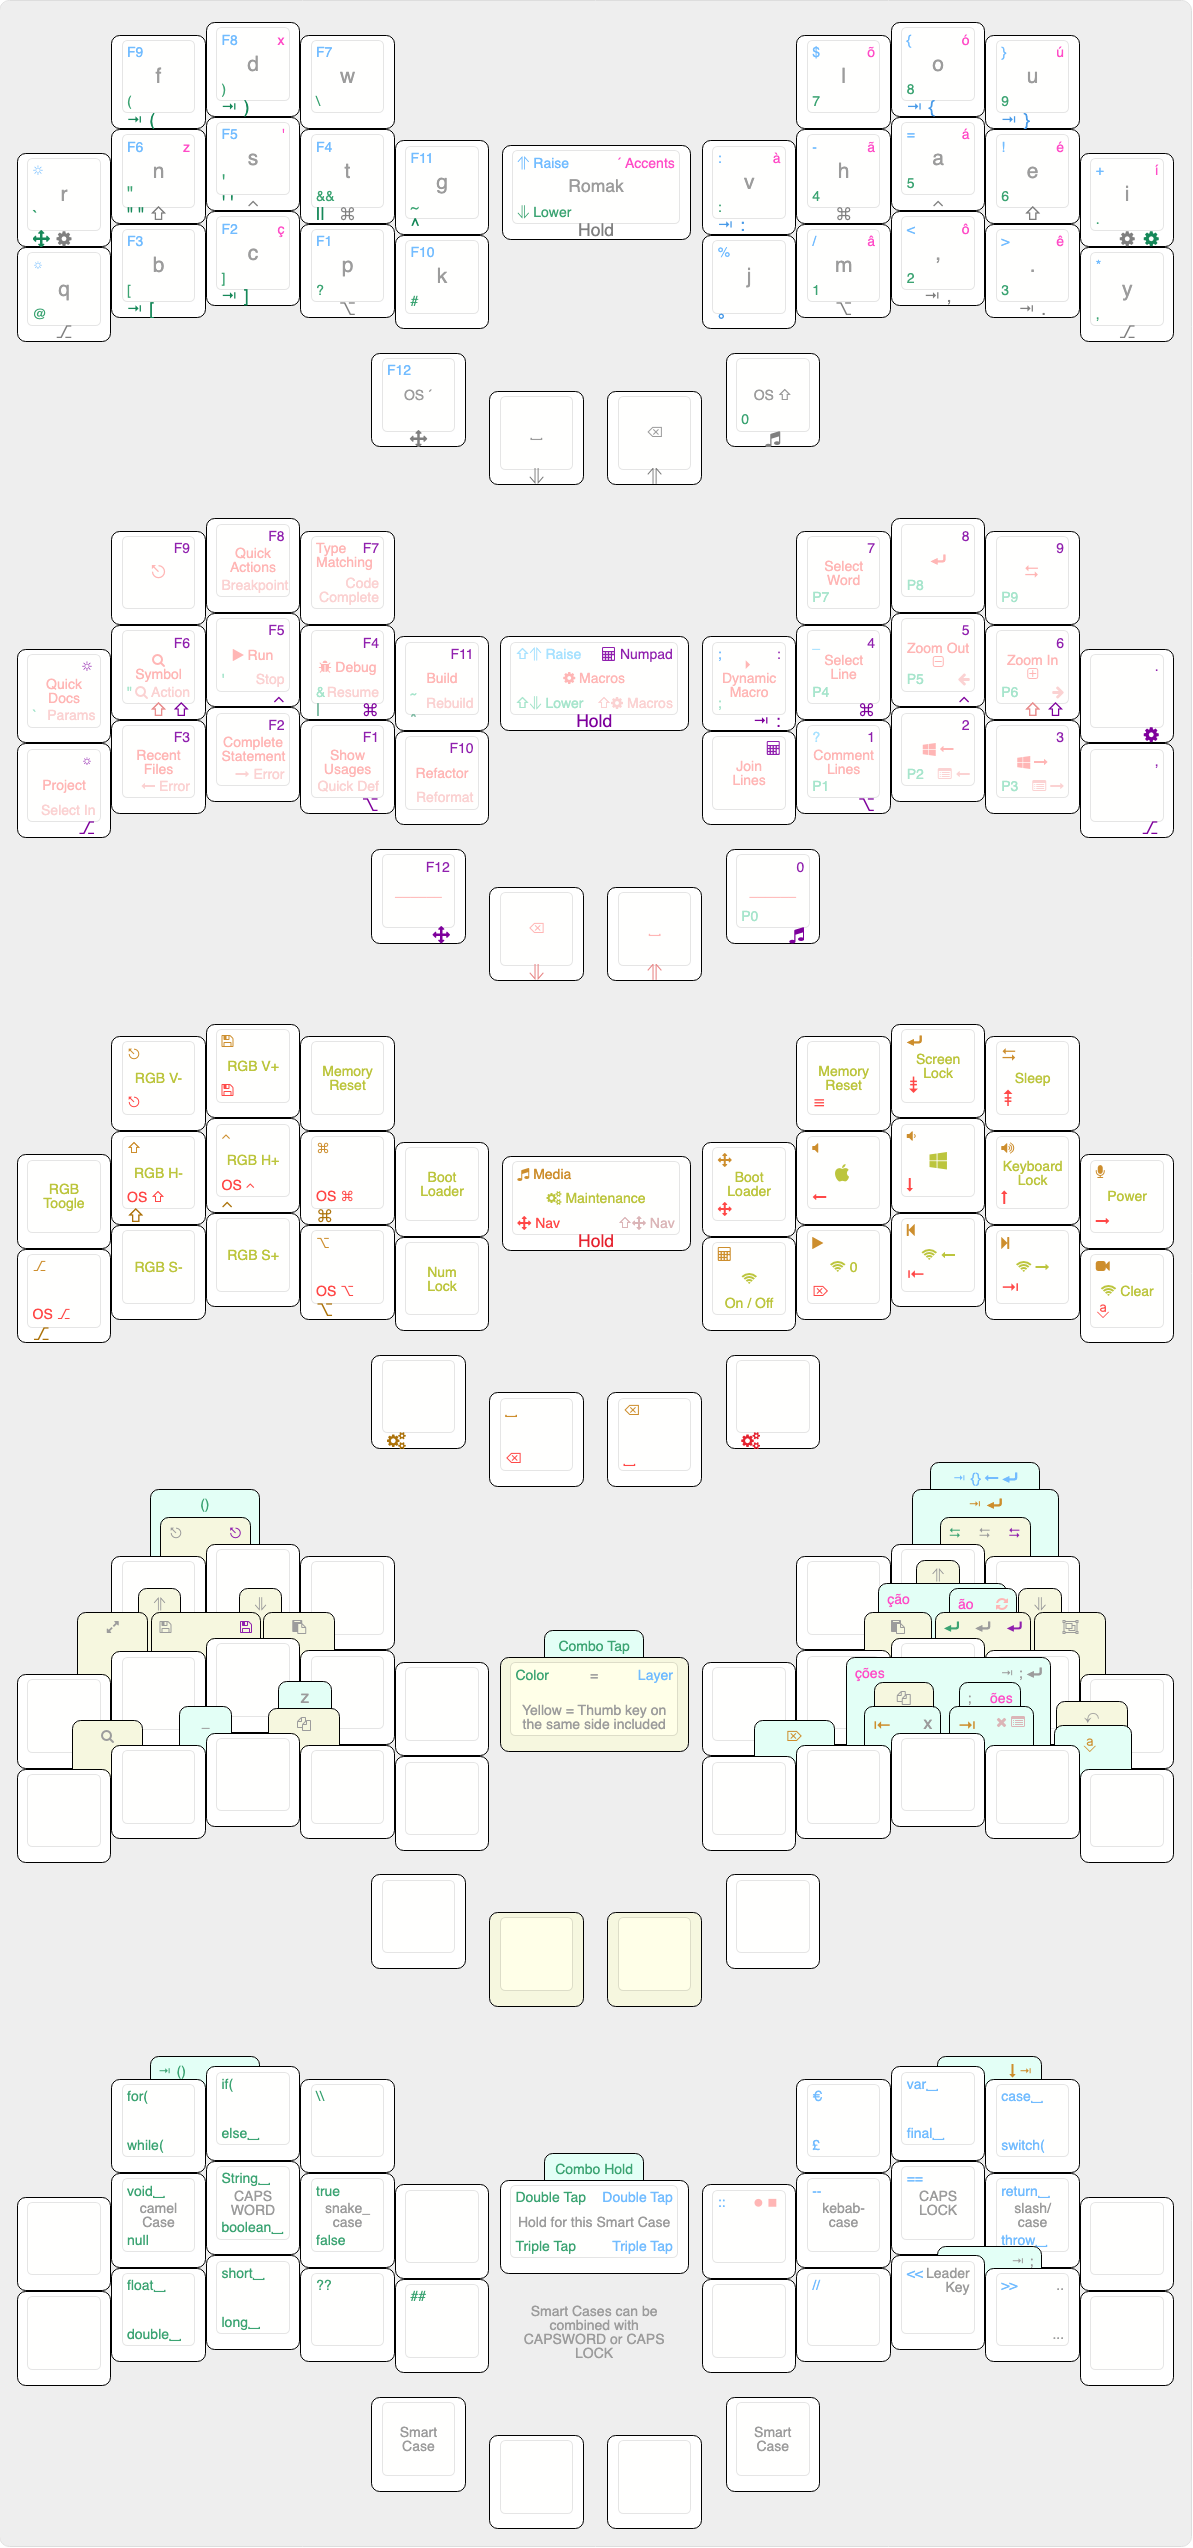 F9
f
(
⇥ (
F8 x
d
)
⇥ )
F7
w
\
$ õ
l
7
{ ó
o
8
⇥ {
} ú
u
9
⇥ }
r
`
F6 z
n
"
" " ⇧
F5 '
s
'
' ' ^
F4
t
&&
|| ⌘
F11
g
~
^
⇑ Raise ´ Accents
Romak
⇓ Lower
Hold
: à
v
:
⇥ :
- ã
h
4
⌘
= á
a
5
^
! é
e
6
⇧
+ í
i
.
q
@
F3
b
[
⇥ [
F2 ç
c
]
⇥ ]
F1
p
?
⌥
F10
k
#
%
j
°
/ â
m
1
⌥
< ô
,
2
⇥ ,
> ê
.
3
⇥ .
*
y
,
F12
OS ´
OS ⇧
0
F9
F8
Quick
Actions
Breakpoint
Type F7
Matching
Code
Complete
7
Select
Word
P7
8
P8
9
P9
Quick
Docs
` Params
F6
Symbol
" Action
F5
Run
' Stop
^
F4
Debug
& Resume
| ⌘
F11
Build
~ Rebuild
^
⇧⇑ Raise Numpad
Macros
⇧⇓ Lower ⇧ Macros
Hold
; :
Dynamic
Macro
;
⇥ :
_ 4
Select
Line
P4
⌘
5
Zoom Out
P5 ←
^
6
Zoom In
P6 →
⇧ ⇧
.
Project
Select In
F3
Recent
Files
← Error
F2
Complete
Statement
→ Error
F1
Show
Usages
Quick Def
⌥
F10
Refactor
Reformat
Join
Lines
? 1
Comment
Lines
P1
⌥
2
P2
3
P3
,
F12
0
P0
RGB V-
RGB V+
Memory
Reset
Memory
Reset
Screen
Lock
Sleep
RGB
Toogle
RGB H-
OS ⇧
RGB H+
OS ^
^
⌘
OS ⌘
⌘
Boot
Loader
Media
Maintenance
Nav ⇧ Nav
Hold
Boot
Loader
Keyboard
Lock
Power
OS
RGB S-
RGB S+
⌥
OS ⌥
⌥
Num
Lock
On / Off
0
Clear
a
()
⇥ {} ← ↵
⇥ ↵
ção
ão
Combo Tap
Color = Layer
Yellow = Thumb key on
the same side included
ções ⇥ ; ↵
; ões
z
_
x
a
⇥ ()
for(
while(
if(
else_
\\
€
£
var_
final_
case_
switch(
void_
camel
Case
null
String_
CAPS
WORD
boolean_
true
snake_
case
false
Combo Hold
Double Tap Double Tap
Hold for this Smart Case
Triple Tap Triple Tap
::
--
kebab-
case
==
CAPS
LOCK
return_
slash/
case
throw_
⇥ ;
float_
double_
short_
long_
??
##
Smart Cases can be
combined with
CAPSWORD or CAPS
LOCK
//
<< Leader
Key
>> ..
...
Smart
Case
Smart
Case